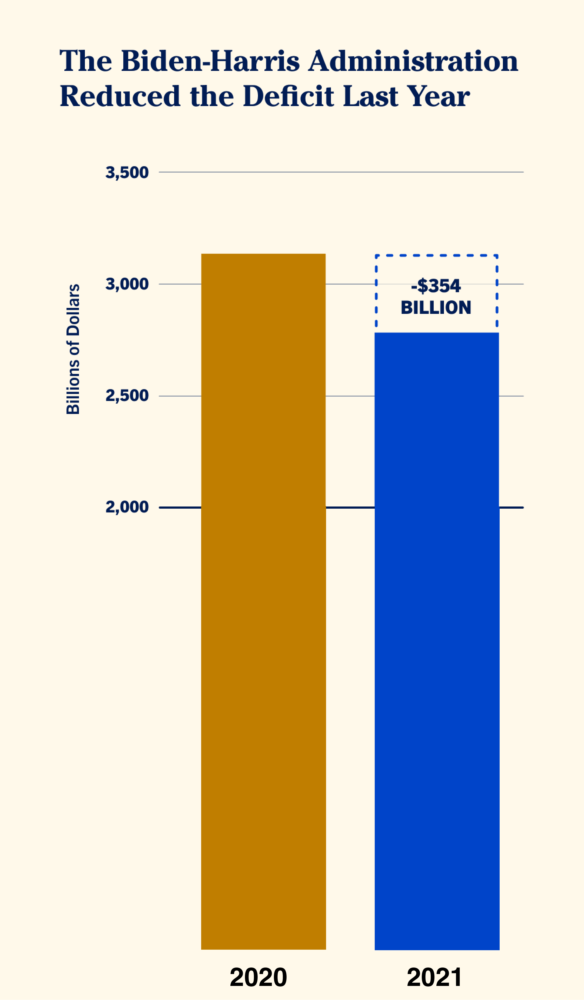 The Biden-Harris Administration
Reduced the Deficit Last Year
3,500
3,000
2,500
2,000
Billions of Dollars
-$354
BILLION
2020
2021